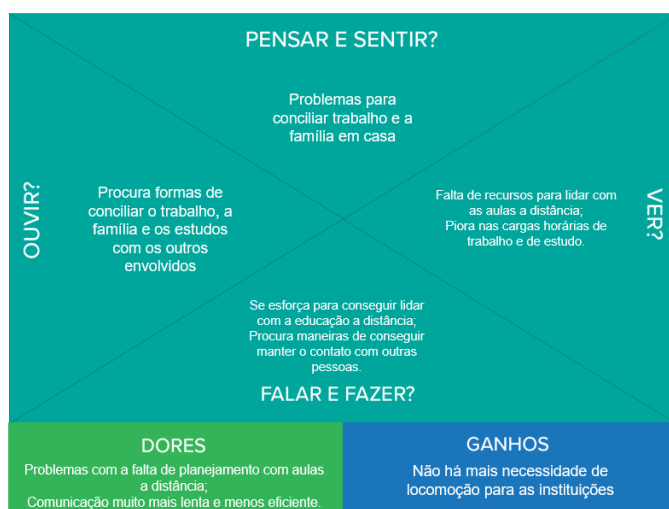 PENSAR E SENTIR?
Problemas para
conciliar trabalho e a
família em casa
OUVIR?
Procura formas de
conciliar o trabalho, a
família e os estudos
com os outros
envolvidos
Falta de recursos para lidar com
as aulas a distância;
Piora nas cargas horárias de
trabalho e de estudo.
VER?
Se esforça para conseguir lidar
com a educação a distância;
Procura maneiras de conseguir
manter o contato com outras
pessoas.
FALAR E FAZER?
DORES
Problemas com a falta de planejamento com aulas
a distância;
Comunicação muito mais lenta e menos eficiente.
GANHOS
Não há mais necessidade de
locomoção para as instituições